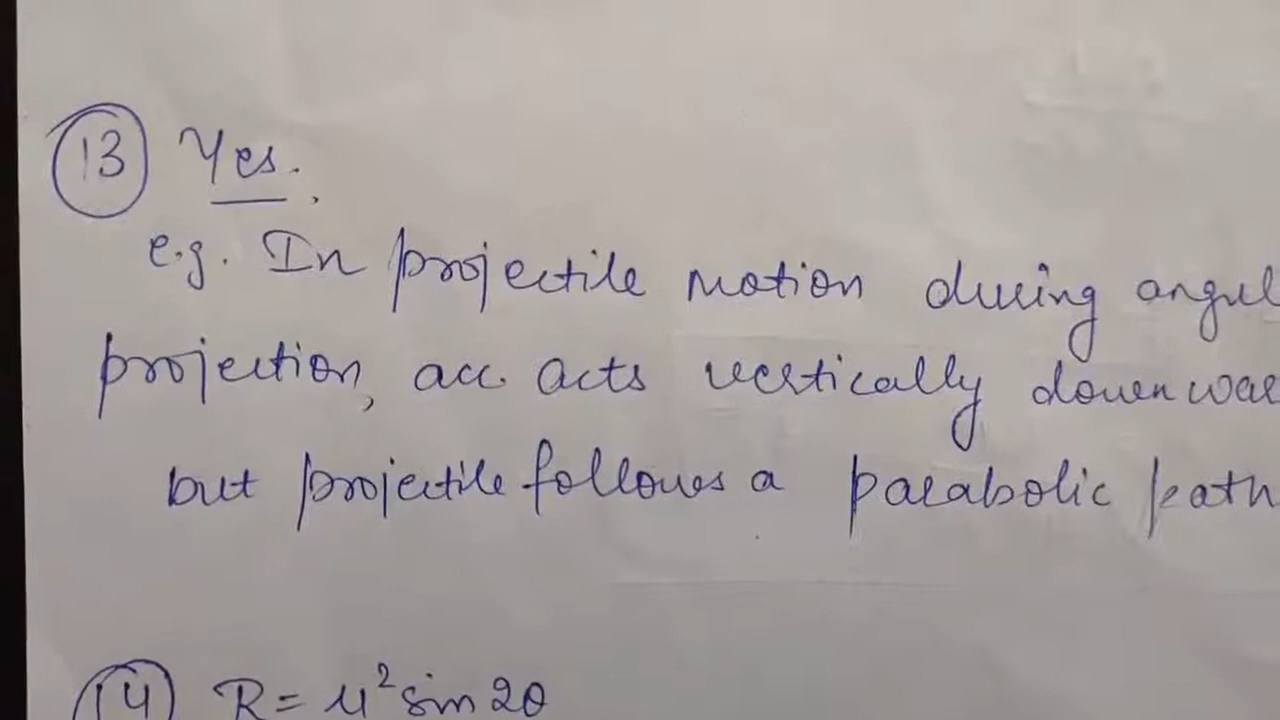 13 Yes.
e.g. In projectile motion during angul
projection, acc. acts vertically downwar
but projectile follows a parabolic path
14 R = u² sin 2θ